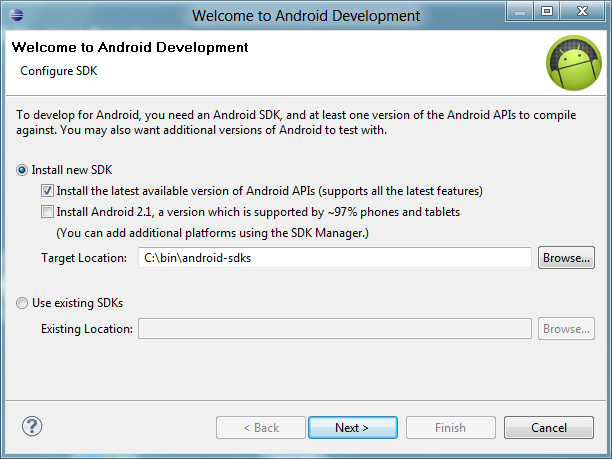 Welcome to Android Development
Welcome to Android Development
Configure SDK
To develop for Android, you need an Android SDK, and at least one version of the Android APIs to compile
against. You may also want additional versions of Android to test with.
Install new SDK
Install the latest available version of Android APIs (supports all the latest features)
Install Android 2.1, a version which is supported by ~97% phones and tablets
(You can add additional platforms using the SDK Manager.)
Target Location: C:\bin\android-sdks Browse...
Use existing SDKs
Existing Location: Browse...
? < Back Next > Finish Cancel